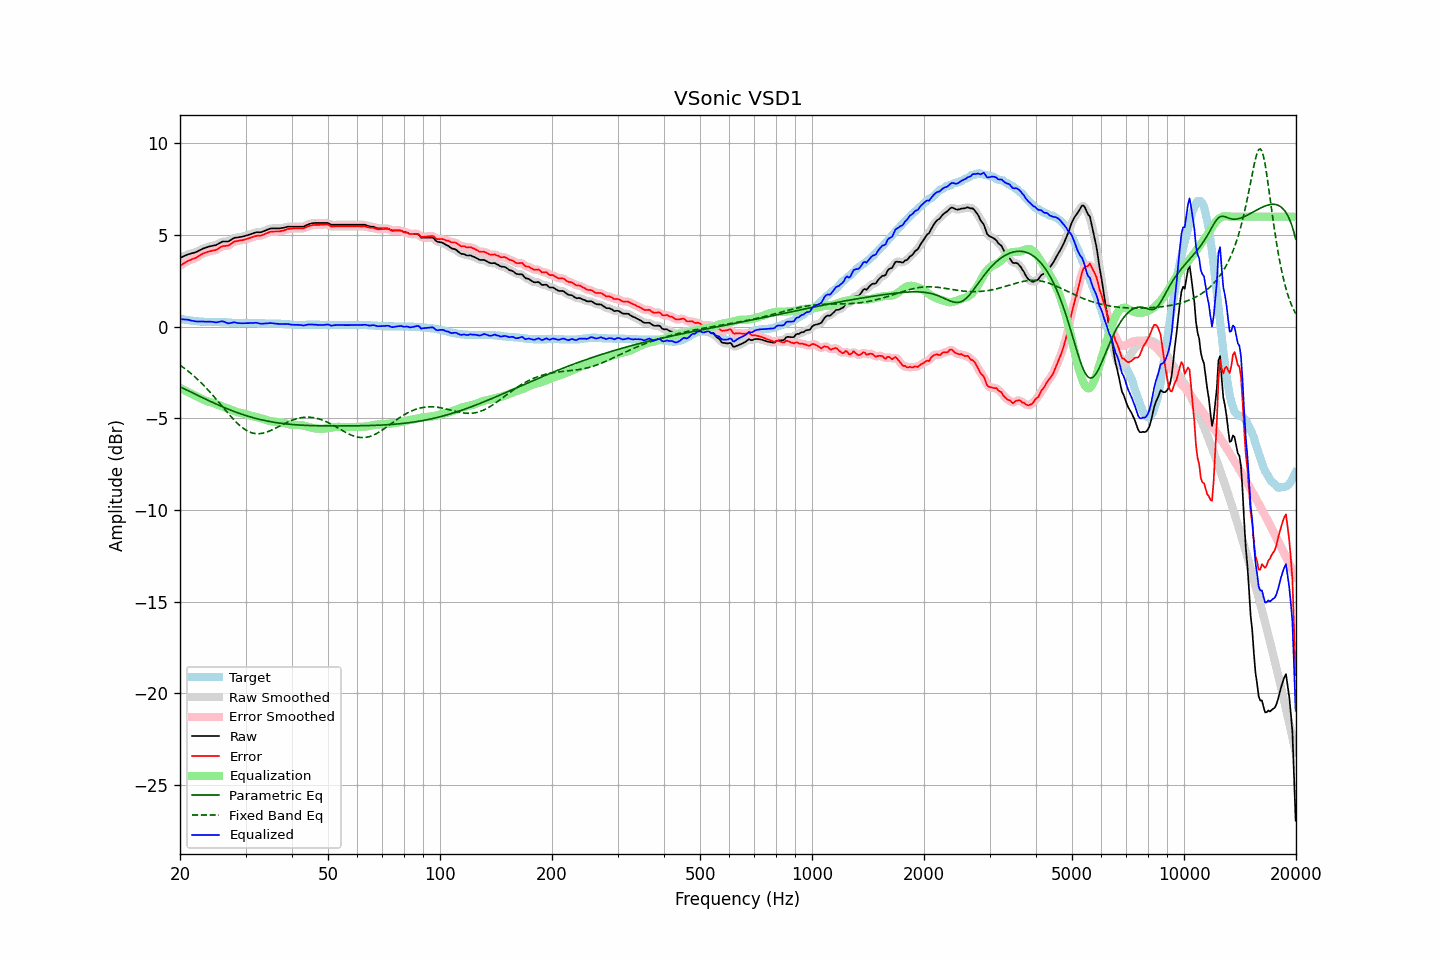 VSonic VSD1
10
5
0
−5
−10
−15
−20
−25
Amplitude (dBr)
Target
Raw Smoothed
Error Smoothed
Raw
Error
Equalization
Parametric Eq
Fixed Band Eq
Equalized
20 50 100 200 500 1000 2000 5000 10000 20000
Frequency (Hz)